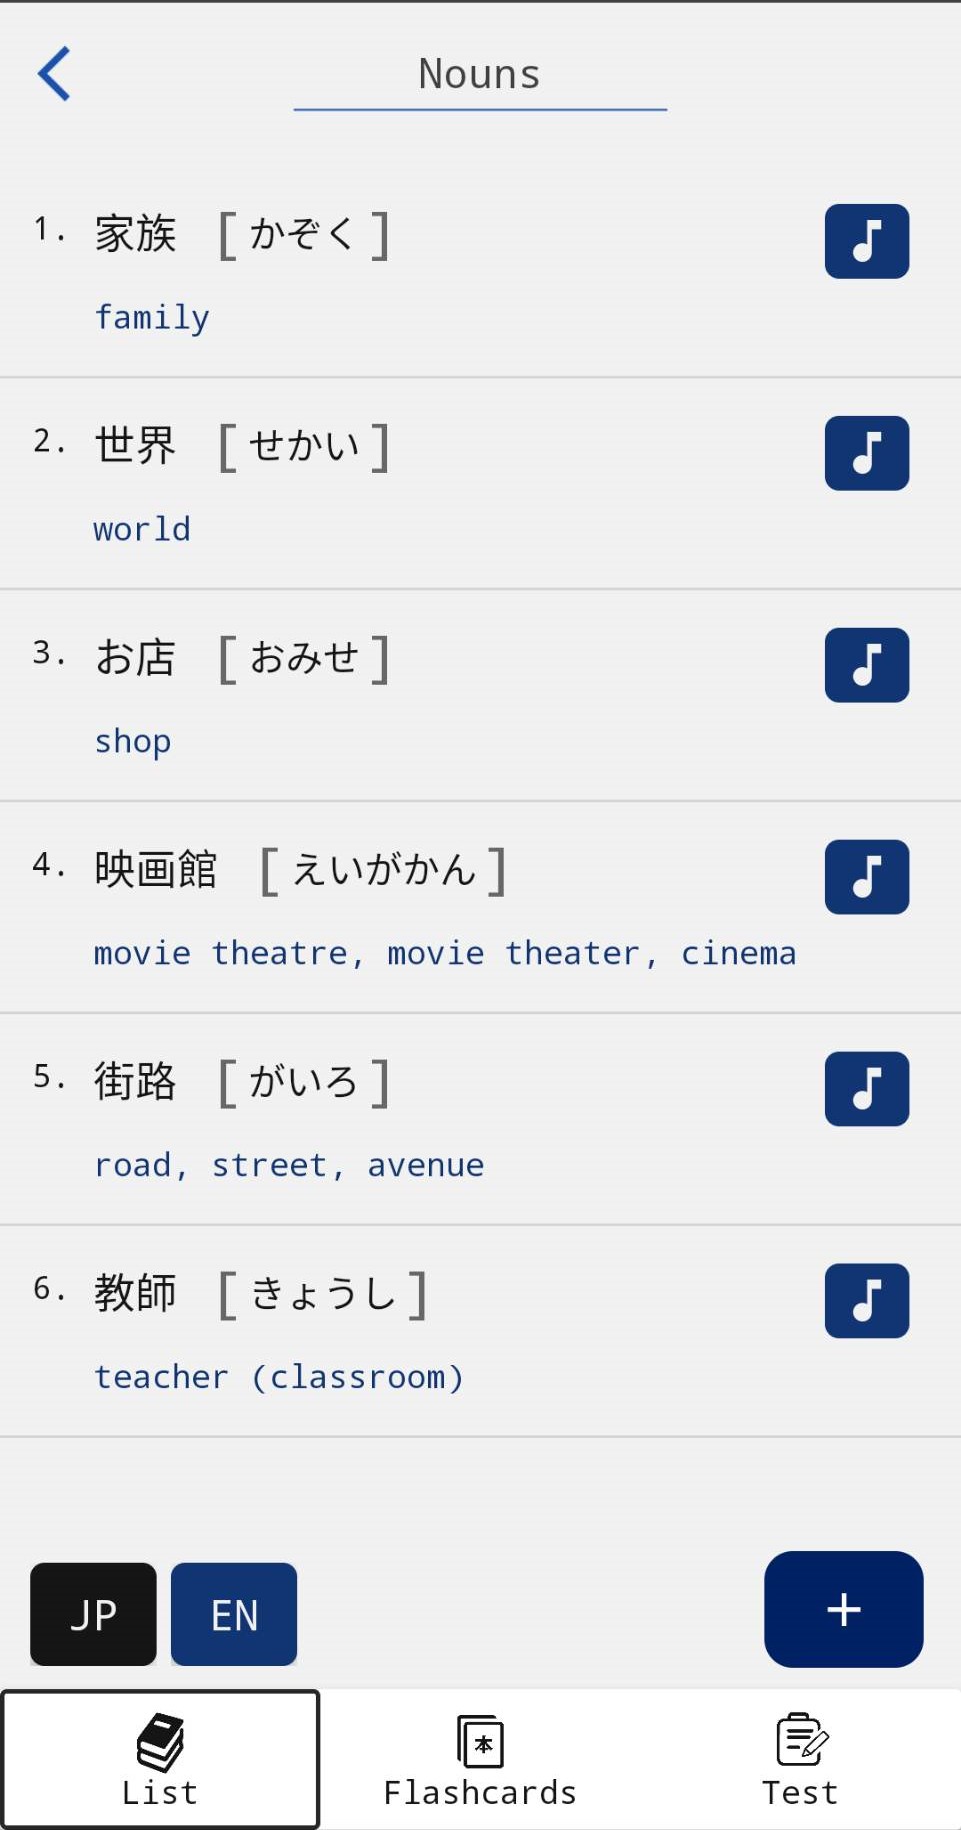 Nouns
1. 家族 [かぞく]
family
2. 世界 [せかい]
world
3. お店 [おみせ]
shop
4. 映画館 [えいがかん]
movie theatre, movie theater, cinema
5. 街路 [がいろ]
road, street, avenue
6. 教師 [きょうし]
teacher (classroom)
JP EN +
本
List Flashcards Test